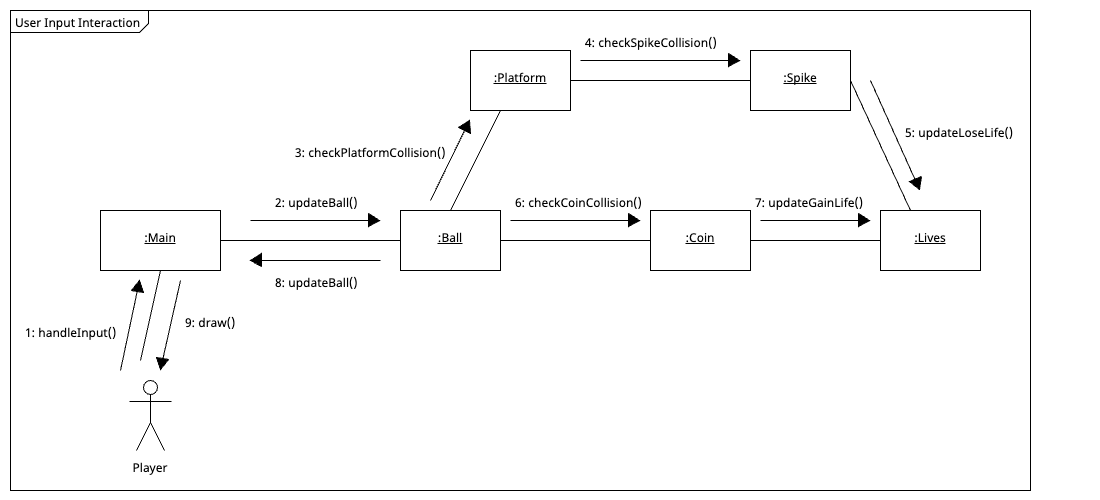 User Input Interaction
4: checkSpikeCollision()
:Platform
:Spike
5: updateLoseLife()
3: checkPlatformCollision()
2: updateBall()
6: checkCoinCollision()
7: updateGainLife()
:Main
:Ball
:Coin
:Lives
8: updateBall()
1: handleInput()
9: draw()
Player